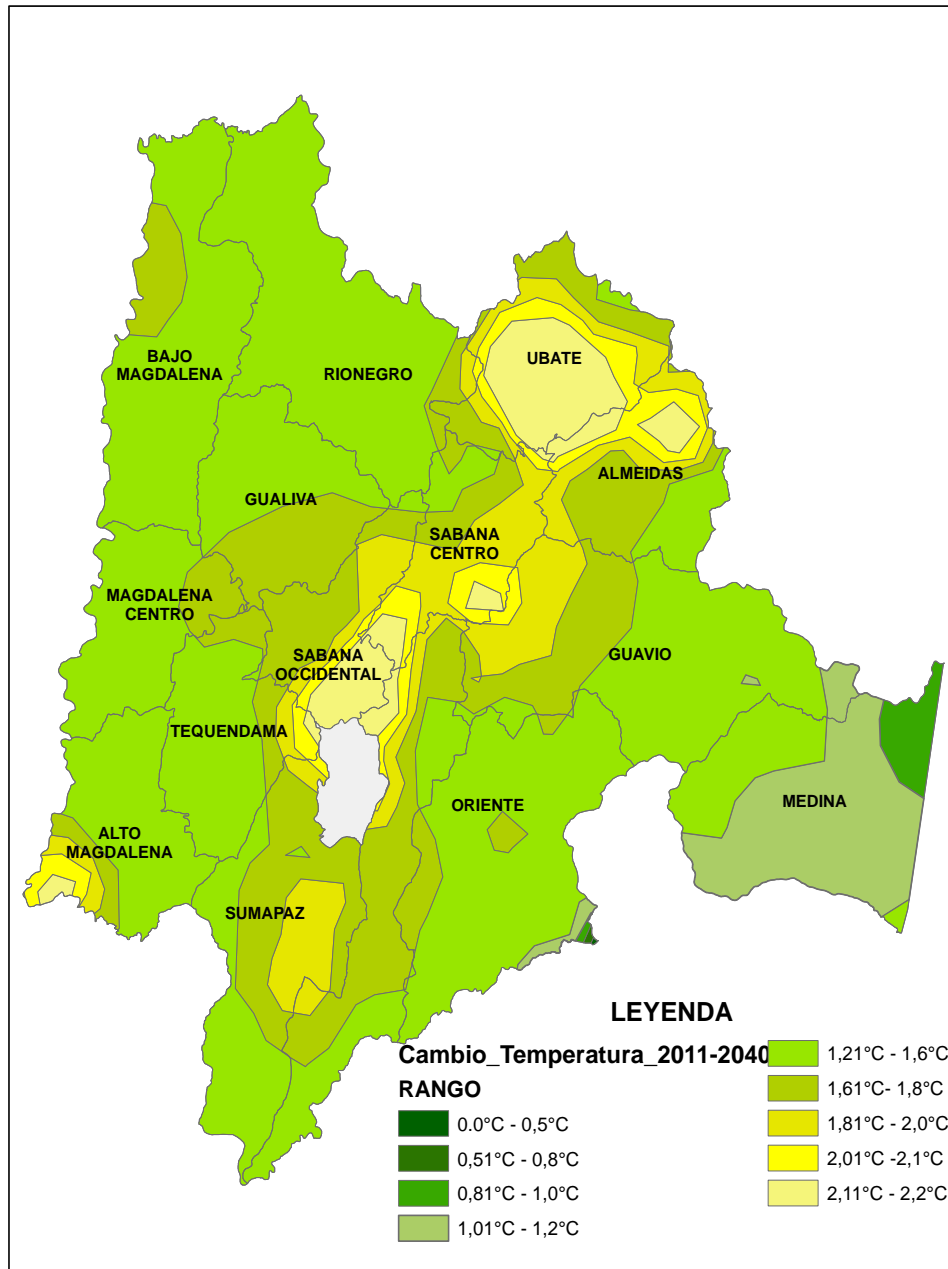 UBATE
BAJO
MAGDALENA
RIONEGRO
ALMEIDAS
GUALIVA
SABANA
CENTRO
MAGDALENA
CENTRO
SABANA
OCCIDENTAL
GUAVIO
TEQUENDAMA
ORIENTE
MEDINA
ALTO
MAGDALENA
SUMAPAZ
LEYENDA
Cambio_Temperatura_2011-2040
RANGO
0.0°C - 0,5°C
0,51°C - 0,8°C
0,81°C - 1,0°C
1,01°C - 1,2°C
1,21°C - 1,6°C
1,61°C- 1,8°C
1,81°C - 2,0°C
2,01°C -2,1°C
2,11°C - 2,2°C